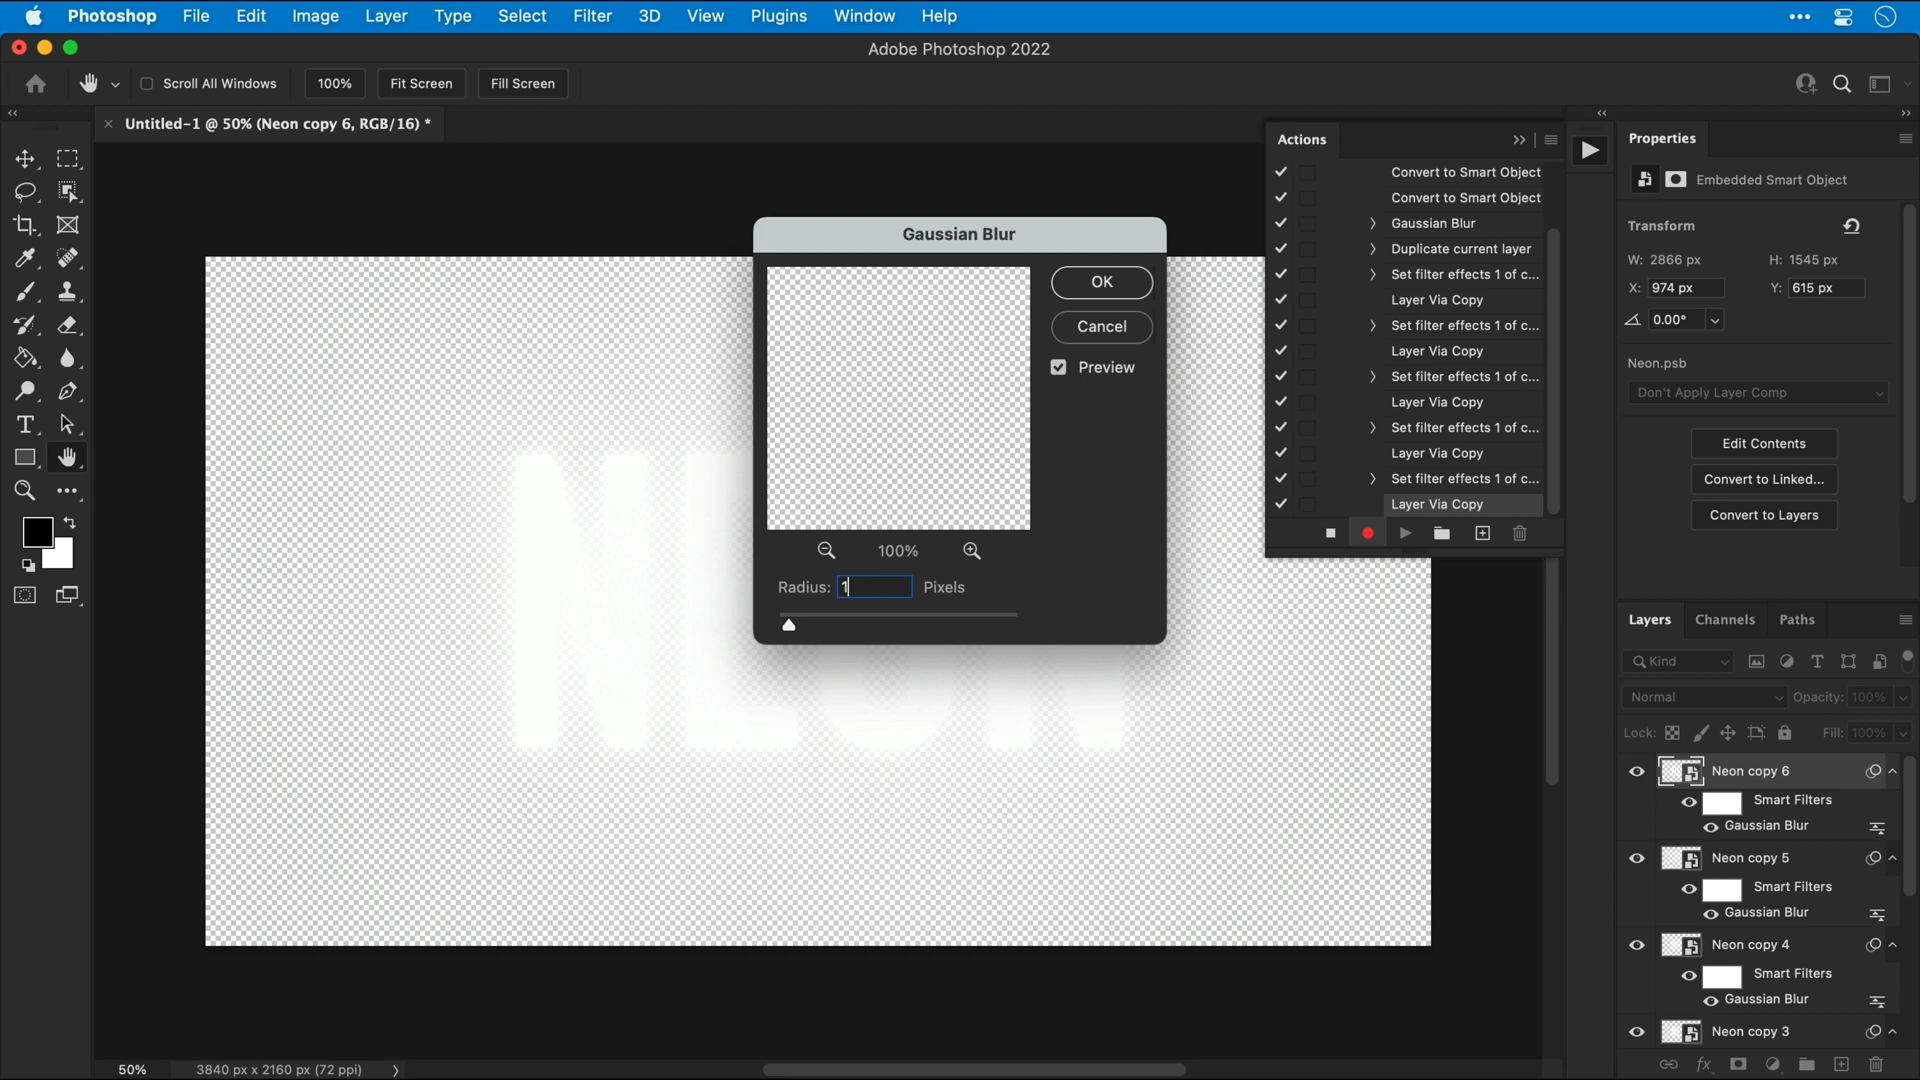 Photoshop File Edit Image Layer Type Select Filter 3D View Plugins Window Help
Adobe Photoshop 2022
Scroll All Windows 100% Fit Screen Fill Screen
Untitled-1 @ 50% (Neon copy 6, RGB/16) *
Actions
Convert to Smart Object
Convert to Smart Object
Gaussian Blur
Duplicate current layer
Set filter effects 1 of c...
Layer Via Copy
Set filter effects 1 of c...
Layer Via Copy
Set filter effects 1 of c...
Layer Via Copy
Set filter effects 1 of c...
Layer Via Copy
Set filter effects 1 of c...
Layer Via Copy
Gaussian Blur
OK
Cancel
Preview
100%
Radius: 1 Pixels
NEON
Properties
Embedded Smart Object
Transform
W: 2866 px H: 1545 px
X: 974 px Y: 615 px
0.00°
Neon.psb
Don't Apply Layer Comp
Edit Contents
Convert to Linked...
Convert to Layers
Layers Channels Paths
Kind
Normal Opacity: 100%
Lock: Fill: 100%
Neon copy 6
Smart Filters
Gaussian Blur
Neon copy 5
Smart Filters
Gaussian Blur
Neon copy 4
Smart Filters
Gaussian Blur
Neon copy 3
50% 3840 px x 2160 px (72 ppi)